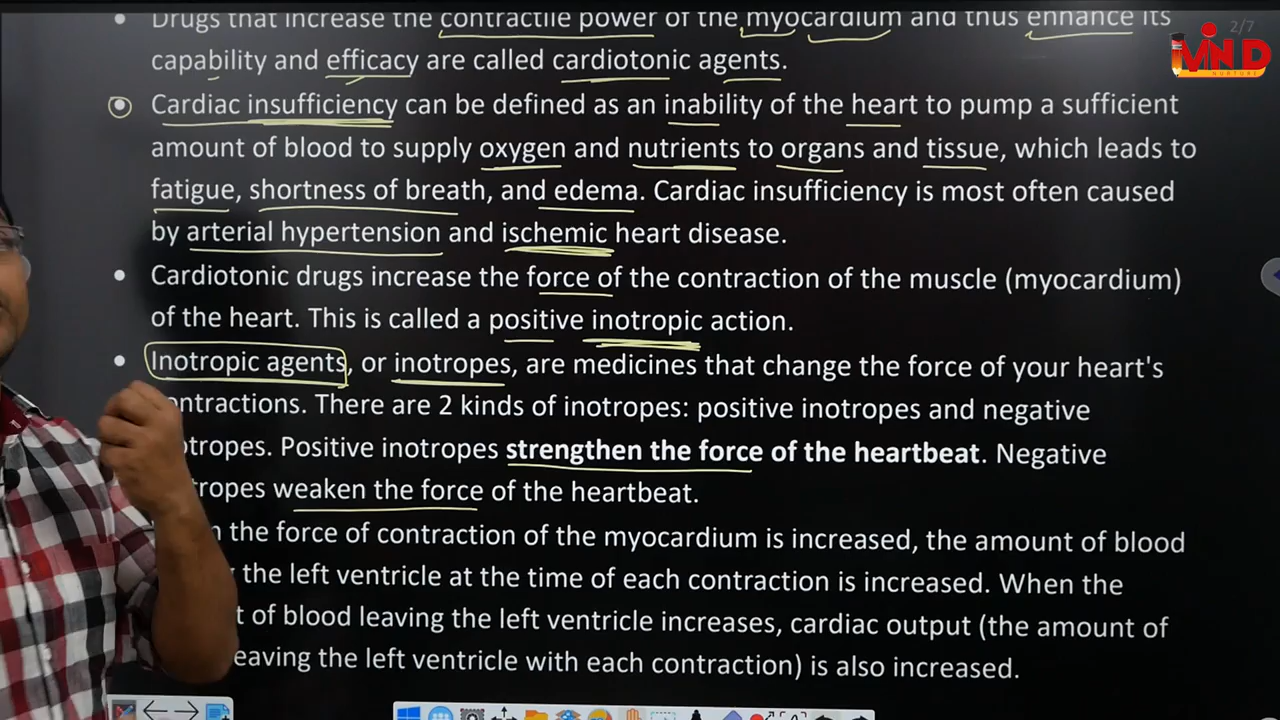 • Drugs that increase the contractile power of the myocardium and thus enhance its
capability and efficacy are called cardiotonic agents.
• Cardiac insufficiency can be defined as an inability of the heart to pump a sufficient
amount of blood to supply oxygen and nutrients to organs and tissue, which leads to
fatigue, shortness of breath, and edema. Cardiac insufficiency is most often caused
by arterial hypertension and ischemic heart disease.
• Cardiotonic drugs increase the force of the contraction of the muscle (myocardium)
of the heart. This is called a positive inotropic action.
• Inotropic agents, or inotropes, are medicines that change the force of your heart's
ntractions. There are 2 kinds of inotropes: positive inotropes and negative
otropes. Positive inotropes strengthen the force of the heartbeat. Negative
tropes weaken the force of the heartbeat.
the force of contraction of the myocardium is increased, the amount of blood
the left ventricle at the time of each contraction is increased. When the
t of blood leaving the left ventricle increases, cardiac output (the amount of
eaving the left ventricle with each contraction) is also increased.
2/7
MIND
NURTURE